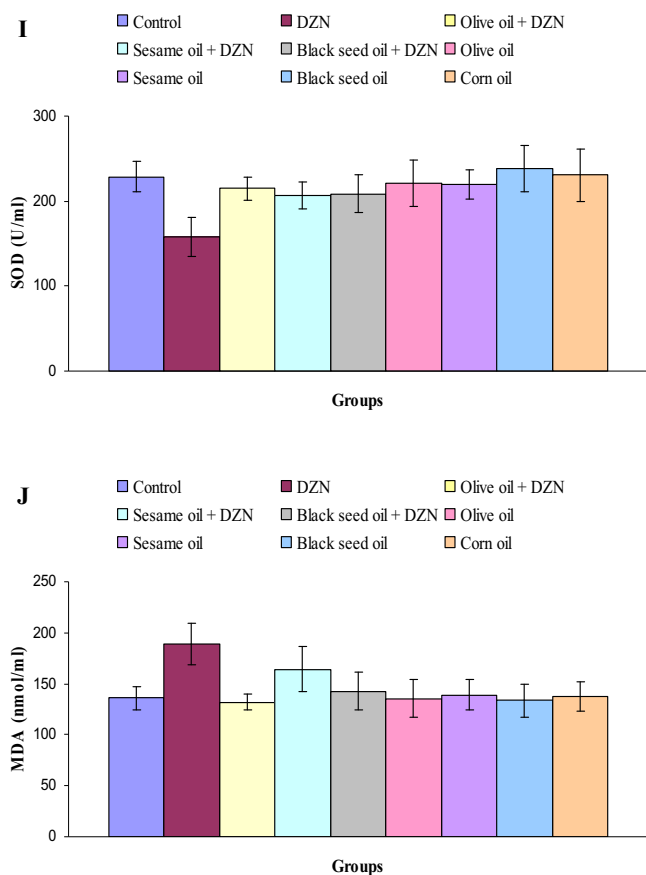 I
Control DZN Olive oil + DZN
Sesame oil + DZN Black seed oil + DZN Olive oil
Sesame oil Black seed oil Corn oil
300
200
100
0
SOD (U/ml)
Groups
J
Control DZN Olive oil + DZN
Sesame oil + DZN Black seed oil + DZN Olive oil
Sesame oil Black seed oil Corn oil
250
200
150
100
50
0
MDA (nmol/ml)
Groups